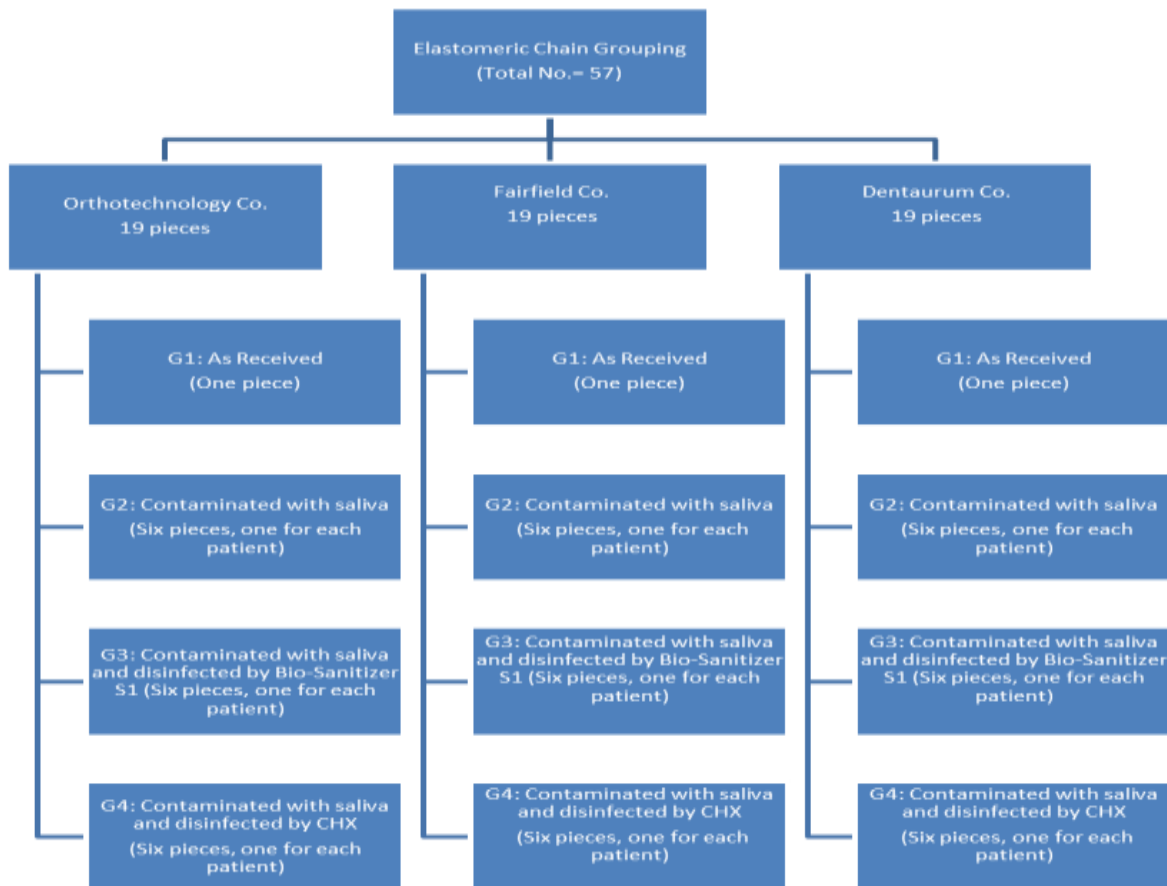 Elastomeric Chain Grouping
(Total No.= 57)
Orthotechnology Co.
19 pieces
Fairfield Co.
19 pieces
Dentaurum Co.
19 pieces
G1: As Received
(One piece)
G2: Contaminated with saliva
(Six pieces, one for each
patient)
G3: Contaminated with saliva
and disinfected by Bio-Sanitizer
S1 (Six pieces, one for each
patient)
G4: Contaminated with saliva
and disinfected by CHX
(Six pieces, one for each
patient)
G1: As Received
(One piece)
G2: Contaminated with saliva
(Six pieces, one for each
patient)
G3: Contaminated with saliva
and disinfected by Bio-Sanitizer
S1 (Six pieces, one for each
patient)
G4: Contaminated with saliva
and disinfected by CHX
(Six pieces, one for each
patient)
G1: As Received
(One piece)
G2: Contaminated with saliva
(Six pieces, one for each
patient)
G3: Contaminated with saliva
and disinfected by Bio-Sanitizer
S1 (Six pieces, one for each
patient)
G4: Contaminated with saliva
and disinfected by CHX
(Six pieces, one for each
patient)